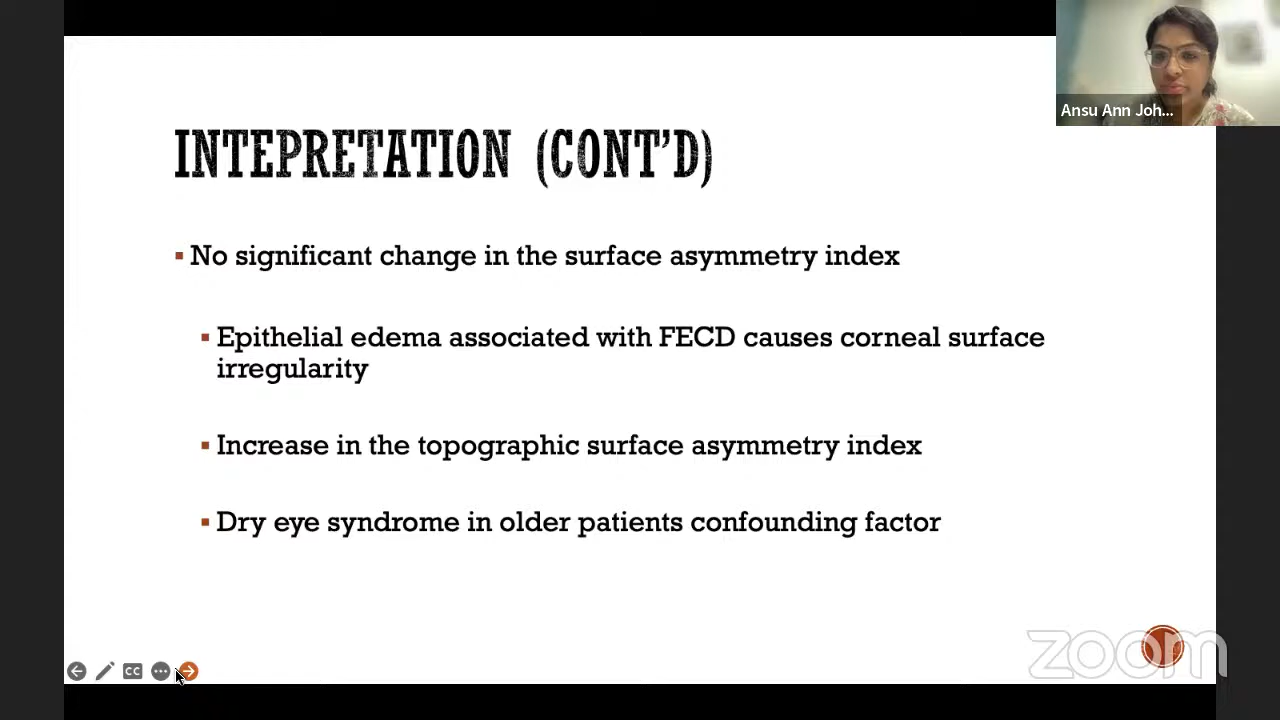 Ansu Ann Joh...
INTEPRETATION (CONT'D)
▪ No significant change in the surface asymmetry index
▪ Epithelial edema associated with FECD causes corneal surface
irregularity
▪ Increase in the topographic surface asymmetry index
▪ Dry eye syndrome in older patients confounding factor
CC
zoom